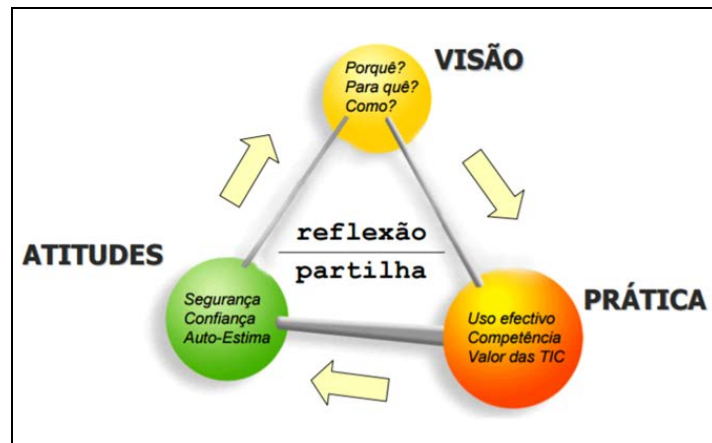 VISÃO
Porquê?
Para quê?
Como?
reflexão
partilha
ATITUDES
Segurança
Confiança
Auto-Estima
PRÁTICA
Uso efectivo
Competência
Valor das TIC